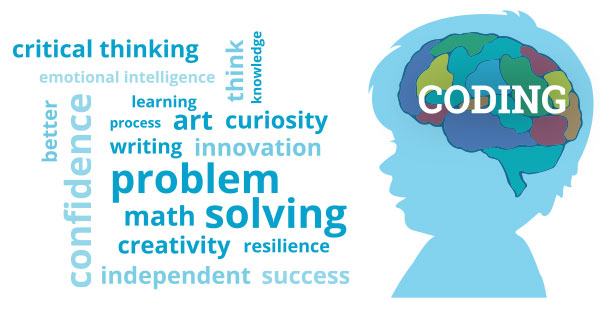 critical thinking
think
knowledge
emotional intelligence
better
confidence
learning
process
art
curiosity
writing
innovation
problem
math
solving
creativity
resilience
independent
success
CODING